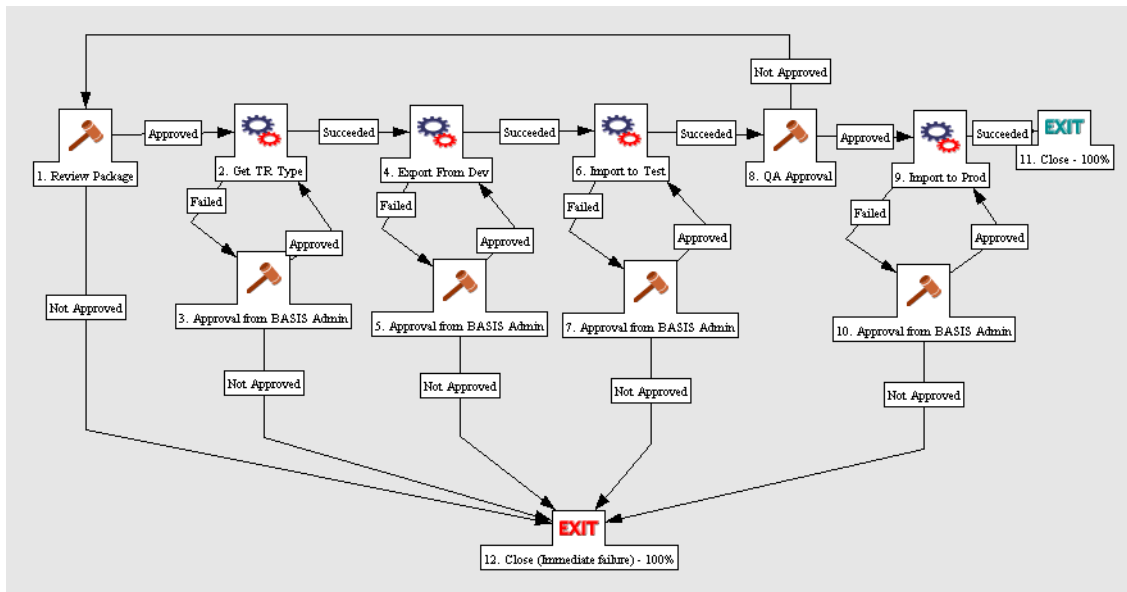 Not Approved
EXIT
Approved
Succeeded
Succeeded
Succeeded
Approved
Succeeded
11. Close - 100%
1. Review Package
2. Get TR Type
4. Export From Dev
6. Import to Test
8. QA Approval
9. Import to Prod
Failed
Failed
Failed
Failed
Approved
Approved
Approved
Approved
3. Approval from BASIS Admin
5. Approval from BASIS Admin
7. Approval from BASIS Admin
10. Approval from BASIS Admin
Not Approved
Not Approved
Not Approved
Not Approved
Not Approved
EXIT
12. Close (Immediate failure) - 100%